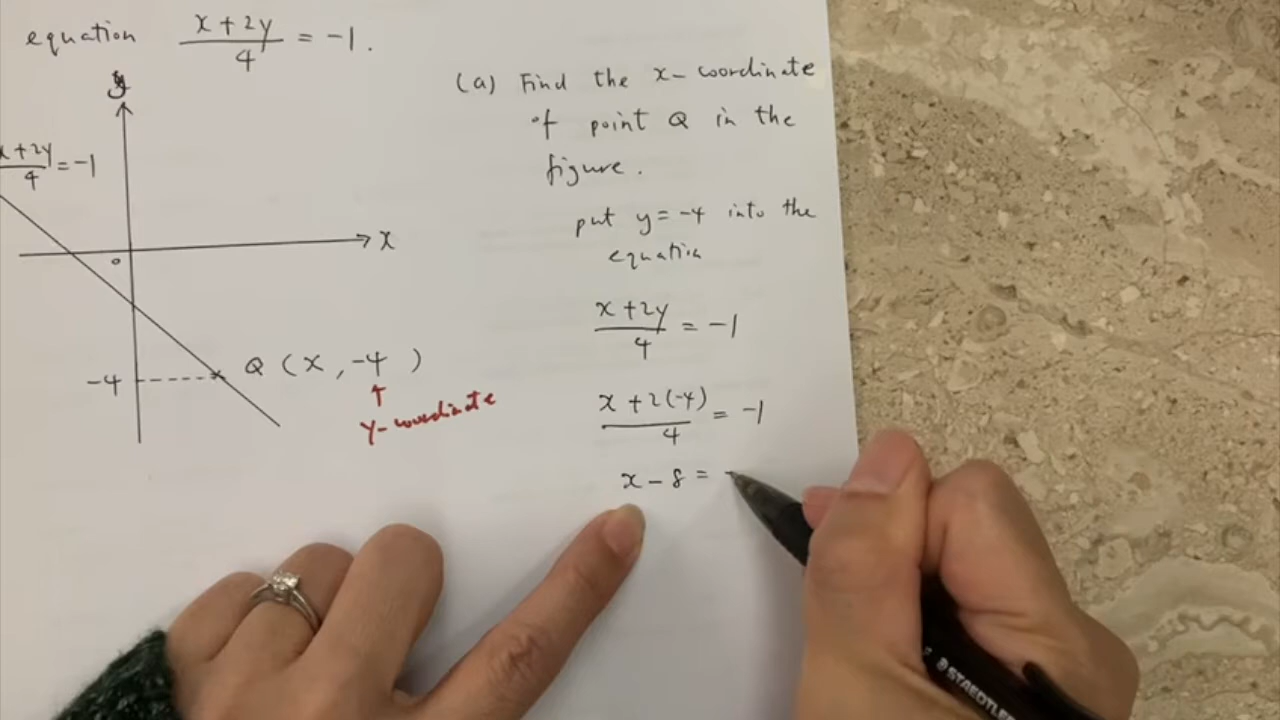 equation x+2y/4 = -1.
y
x+2y/4 = -1
x
o
-4
Q (x, -4)
↑
y-coordinate
(a) Find the x-coordinate
of point Q in the
figure.
put y = -4 into the
equation
x+2y/4 = -1
x+2(-4)/4 = -1
x-8 = -
STAEDTLER